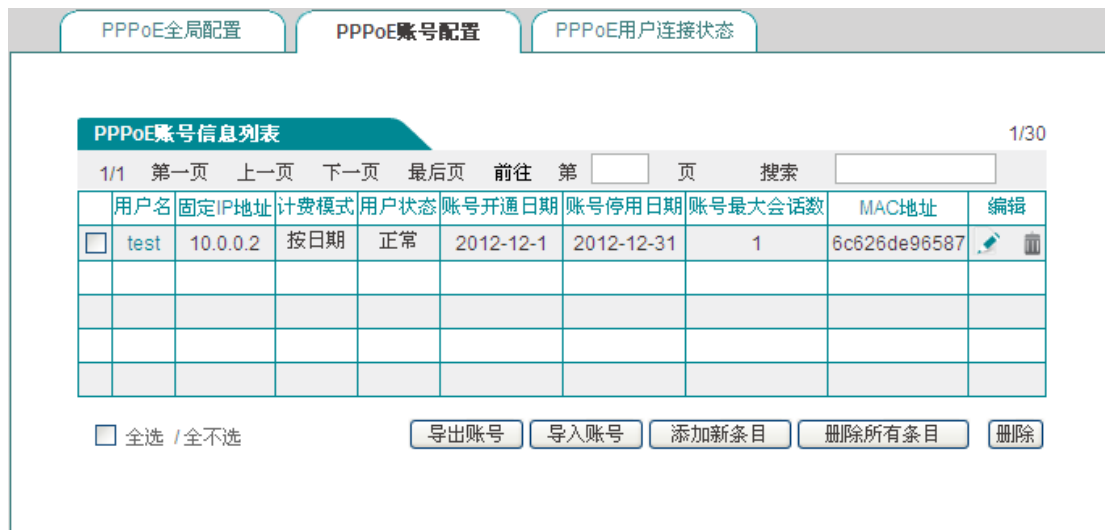 PPPoE全局配置 PPPoE账号配置 PPPoE用户连接状态
PPPoE账号信息列表 1/30
1/1 第一页 上一页 下一页 最后页 前往 第 页 搜索
用户名 固定IP地址 计费模式 用户状态 账号开通日期 账号停用日期 账号最大会话数 MAC地址 编辑
test 10.0.0.2 按日期 正常 2012-12-1 2012-12-31 1 6c626de96587
全选 / 全不选 导出账号 导入账号 添加新条目 删除所有条目 删除